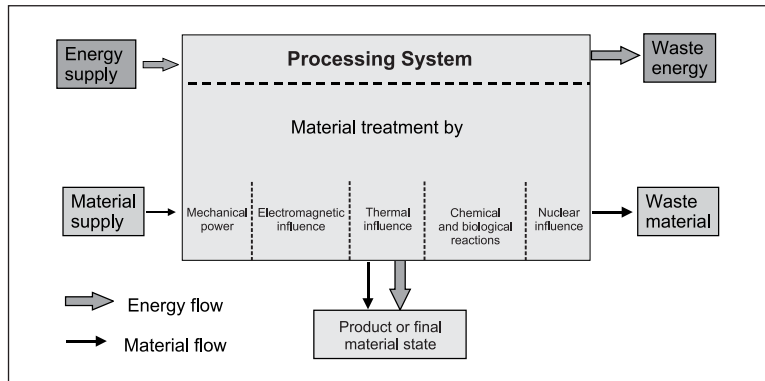 Energy
supply
Processing System
Waste
energy
Material treatment by
Material
supply
Mechanical
power
Electromagnetic
influence
Thermal
influence
Chemical
and biological
reactions
Nuclear
influence
Waste
material
Energy flow
Material flow
Product or final
material state